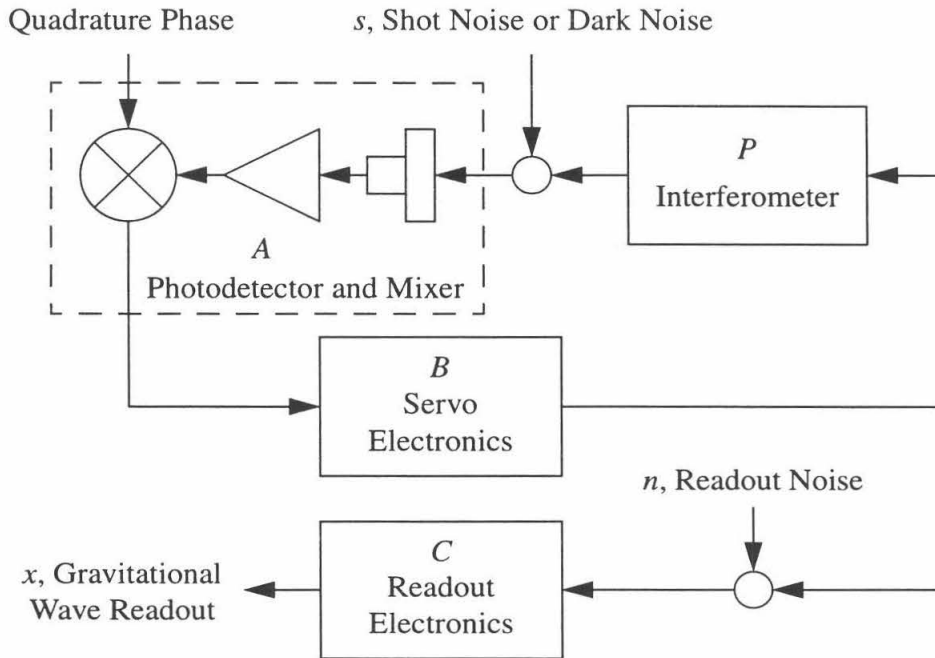 Quadrature Phase
s, Shot Noise or Dark Noise
P
Interferometer
A
Photodetector and Mixer
B
Servo
Electronics
n, Readout Noise
C
Readout
Electronics
x, Gravitational
Wave Readout